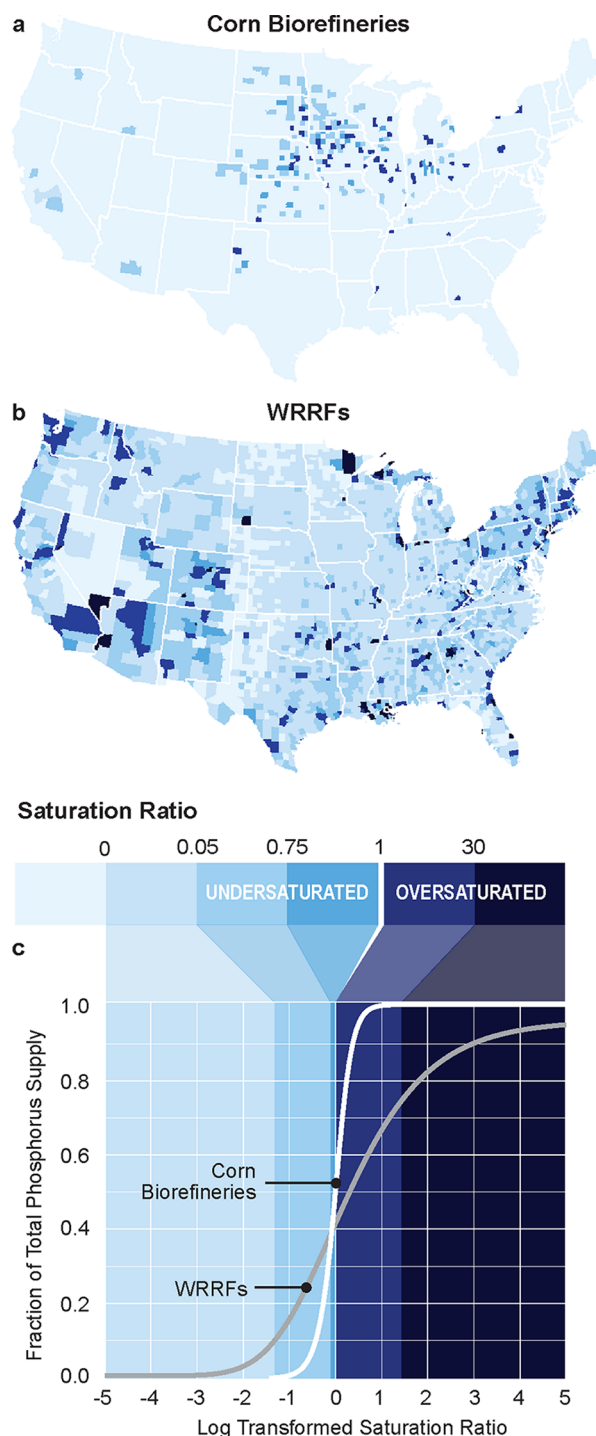 a Corn Biorefineries
b WRRFs
Saturation Ratio
0 0.05 0.75 1 30
UNDERSATURATED OVERSATURATED
c
Fraction of Total Phosphorus Supply
1.0
0.8
0.6
0.4
0.2
0.0
Corn
Biorefineries
WRRFs
-5 -4 -3 -2 -1 0 1 2 3 4 5
Log Transformed Saturation Ratio